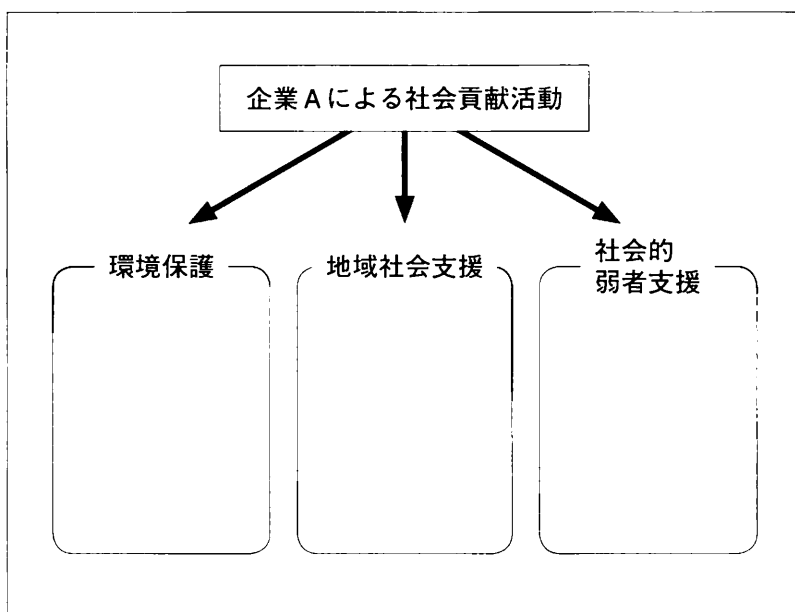 企業Aによる社会貢献活動
環境保護
地域社会支援
社会的
弱者支援